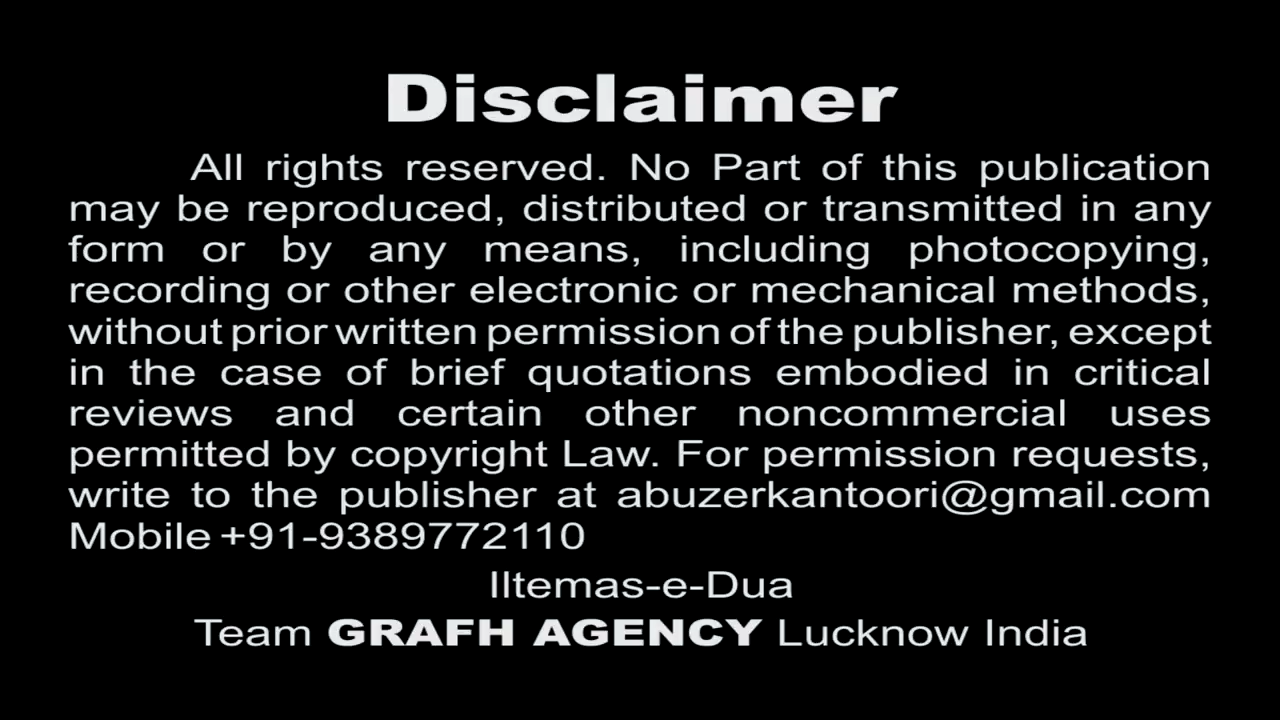 Disclaimer
All rights reserved. No Part of this publication
may be reproduced, distributed or transmitted in any
form or by any means, including photocopying,
recording or other electronic or mechanical methods,
without prior written permission of the publisher, except
in the case of brief quotations embodied in critical
reviews and certain other noncommercial uses
permitted by copyright Law. For permission requests,
write to the publisher at abuzerkantoori@gmail.com
Mobile +91-9389772110
IItemas-e-Dua
Team GRAFH AGENCY Lucknow India